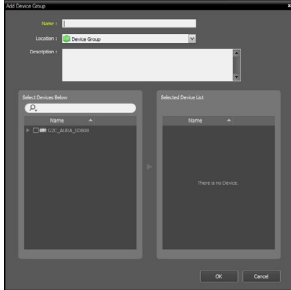 Add Device Group
Name :
Location : Device Group
Description :
Select Devices Below
Selected Device List
Name
Name
There is no Device.
OK
Cancel